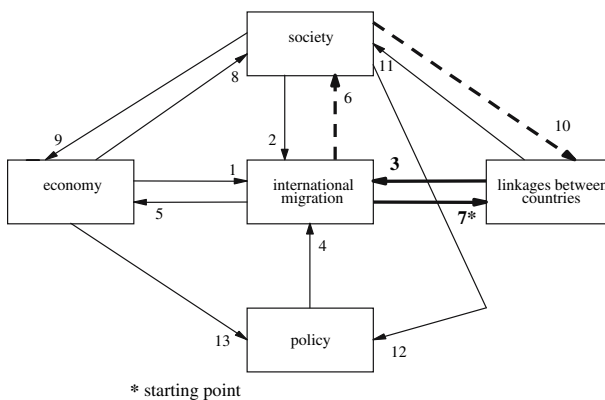 society
8
11
9
2
6
10
economy
1
international
migration
3
linkages between
countries
5
7*
4
13
policy
12
* starting point